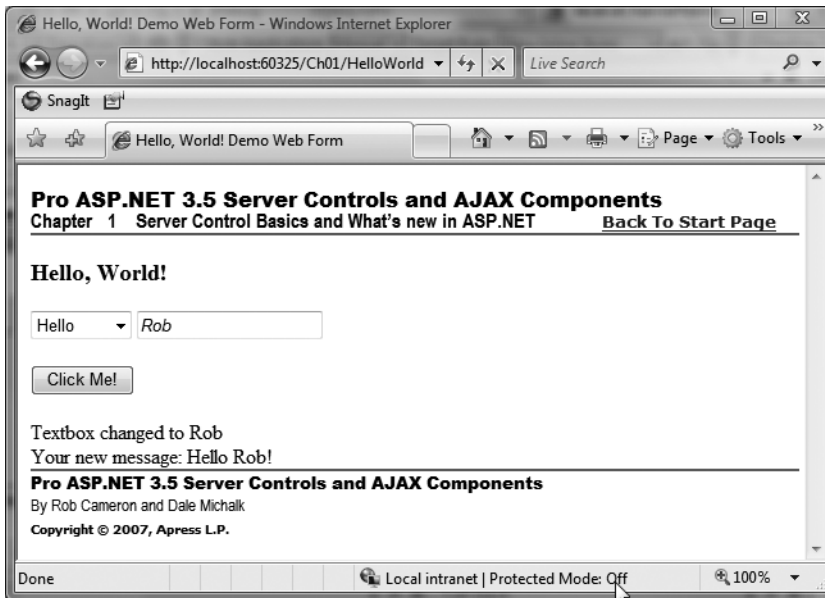 Hello, World! Demo Web Form - Windows Internet Explorer
http://localhost:60325/Ch01/HelloWorld
Live Search
SnagIt
Hello, World! Demo Web Form
Page
Tools
Pro ASP.NET 3.5 Server Controls and AJAX Components
Chapter 1 Server Control Basics and What's new in ASP.NET Back To Start Page
Hello, World!
Hello Rob
Click Me!
Textbox changed to Rob
Your new message: Hello Rob!
Pro ASP.NET 3.5 Server Controls and AJAX Components
By Rob Cameron and Dale Michalk
Copyright © 2007, Apress L.P.
Done Local intranet | Protected Mode: Off 100%